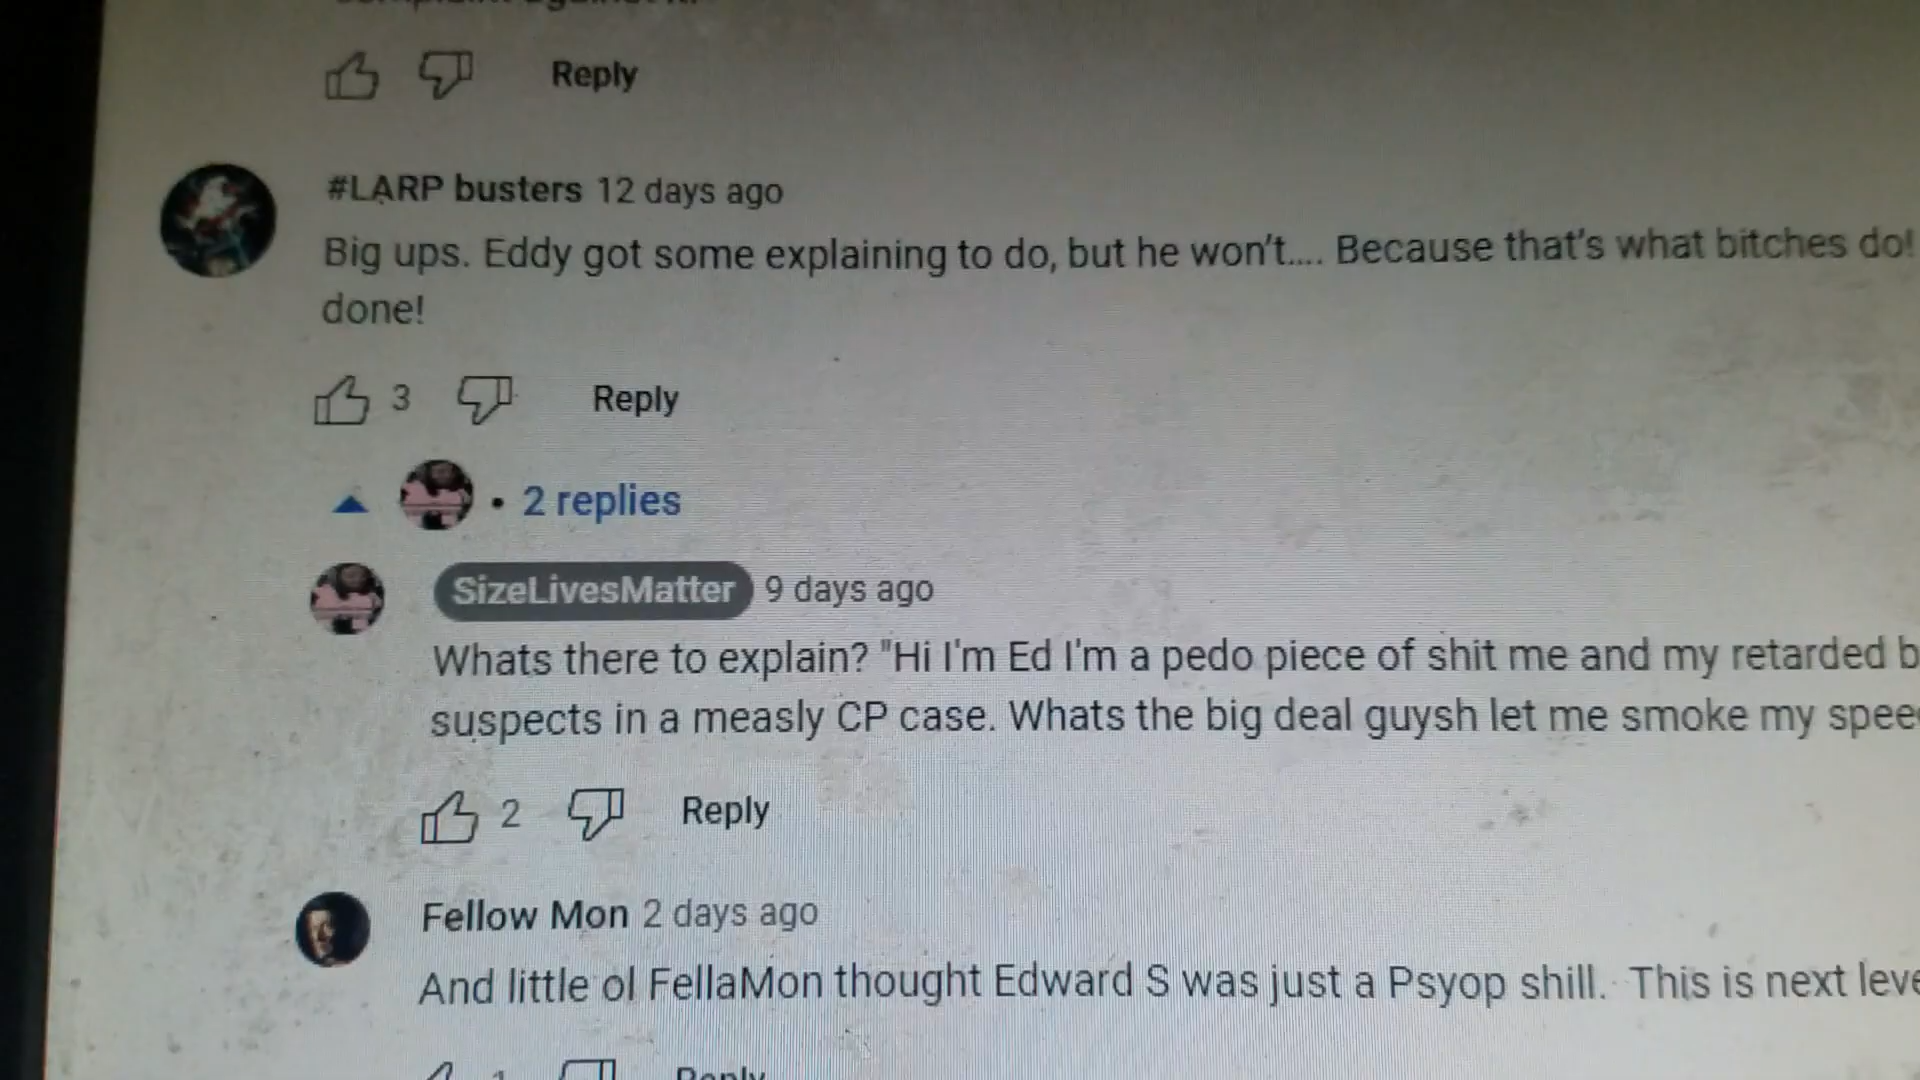 Reply
#LARP busters 12 days ago
Big ups. Eddy got some explaining to do, but he won't.... Because that's what bitches do!
done!
3 Reply
• 2 replies
SizeLivesMatter 9 days ago
Whats there to explain? "Hi I'm Ed I'm a pedo piece of shit me and my retarded b
suspects in a measly CP case. Whats the big deal guysh let me smoke my spee
2 Reply
Fellow Mon 2 days ago
And little ol FellaMon thought Edward S was just a Psyop shill. This is next leve
Reply